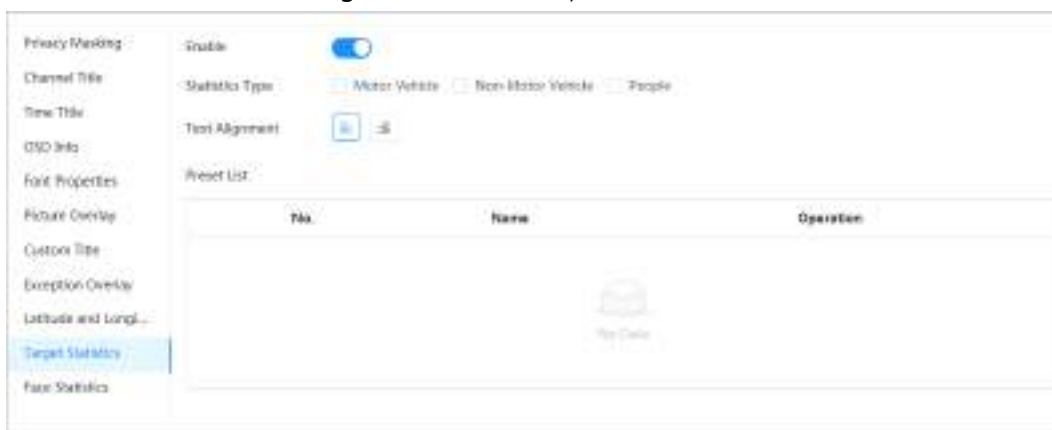 Privacy Masking
Channel Title
Time Title
OSD Info
Font Properties
Picture Overlay
Custom Title
Exception Overlay
Latitude and Longi...
Target Statistics
Face Statistics
Enable
Statistics Type
Motor Vehicle
Non-Motor Vehicle
People
Text Alignment
Preset List
No.
Name
Operation
No Data